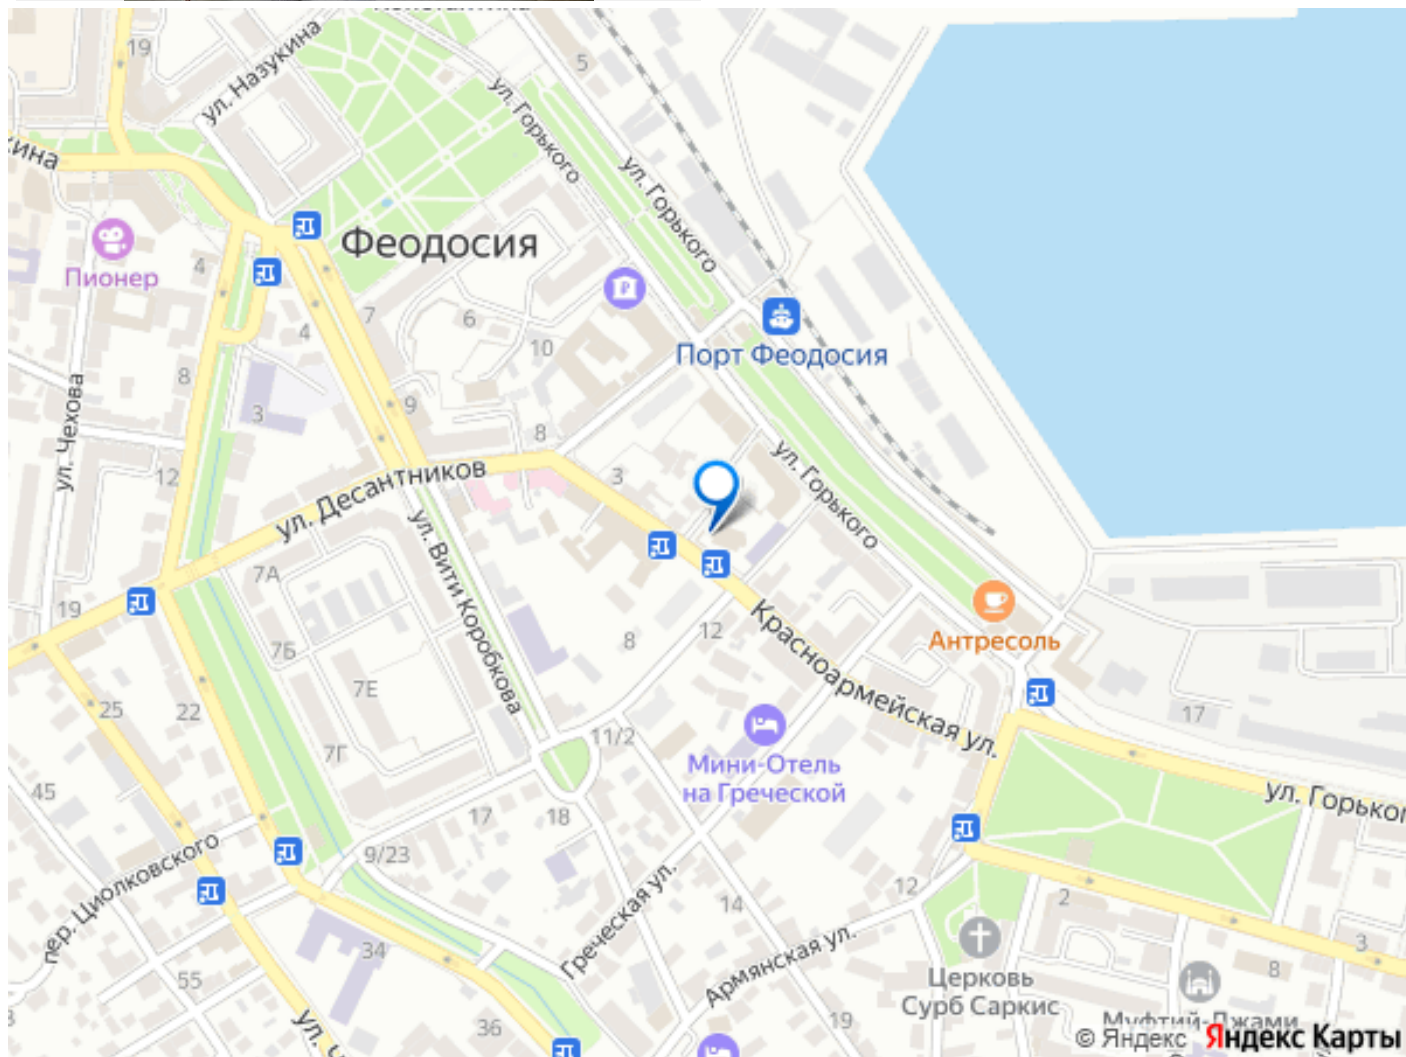 19
5
ул. Назукина
ул. Горького
кина
ул. Горького
Феодосия
Пионер
4
4
7
6
10
Порт Феодосия
8
ул. Чехова
3
9
8
12
ул. Десантников
3
ул. Горького
7А
ул. Вити Коробкова
19
7Б
8
12
Красноармейская ул.
Антресоль
7Е
25
22
11/2
17
7Г
Мини-Отель
на Греческой
ул. Горьког
45
17
18
пер. Циолковского
9/23
Греческая ул.
14
12
2
34
Армянская ул.
3
55
Церковь
Сурб Саркис
8
36
19
Муфтий-Джами
© Яндекс Яндекс Карты